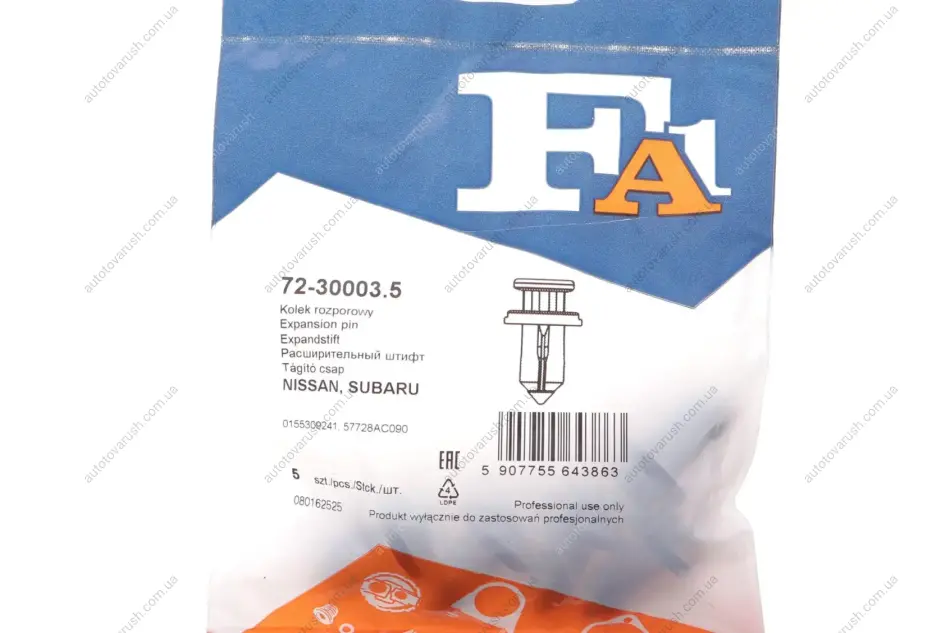 FA1
72-30003.5
Kolek rozporowy
Expansion pin
Expandstift
Расширительный штифт
Tágító csap
NISSAN, SUBARU
0155309241, 57728AC090
EAC
5 907755 643863
5 szt./pcs./Stck./шт.
4
LDPE
080162525
Professional use only
Produkt wyłącznie do zastosowań profesjonalnych
autotovarush.com.ua